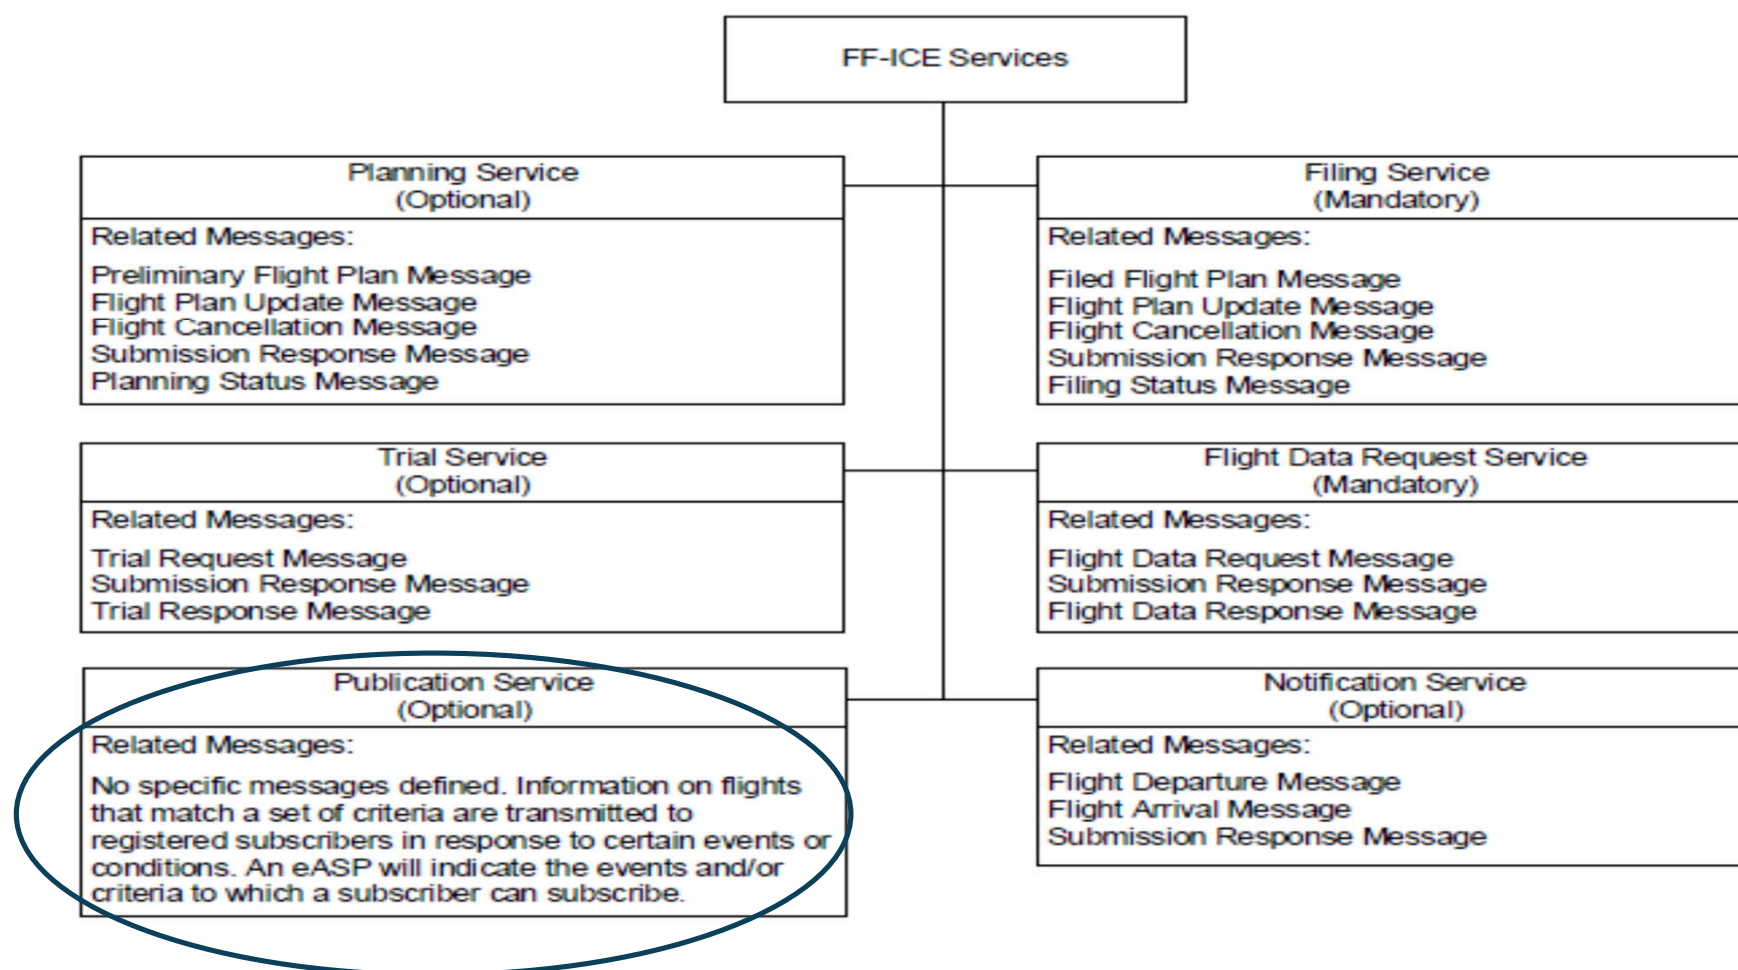 FF-ICE Services
Planning Service
(Optional)
Related Messages:
Preliminary Flight Plan Message
Flight Plan Update Message
Flight Cancellation Message
Submission Response Message
Planning Status Message
Filing Service
(Mandatory)
Related Messages:
Filed Flight Plan Message
Flight Plan Update Message
Flight Cancellation Message
Submission Response Message
Filing Status Message
Trial Service
(Optional)
Related Messages:
Trial Request Message
Submission Response Message
Trial Response Message
Flight Data Request Service
(Mandatory)
Related Messages:
Flight Data Request Message
Submission Response Message
Flight Data Response Message
Publication Service
(Optional)
Related Messages:
No specific messages defined. Information on flights
that match a set of criteria are transmitted to
registered subscribers in response to certain events or
conditions. An eASP will indicate the events and/or
criteria to which a subscriber can subscribe.
Notification Service
(Optional)
Related Messages:
Flight Departure Message
Flight Arrival Message
Submission Response Message